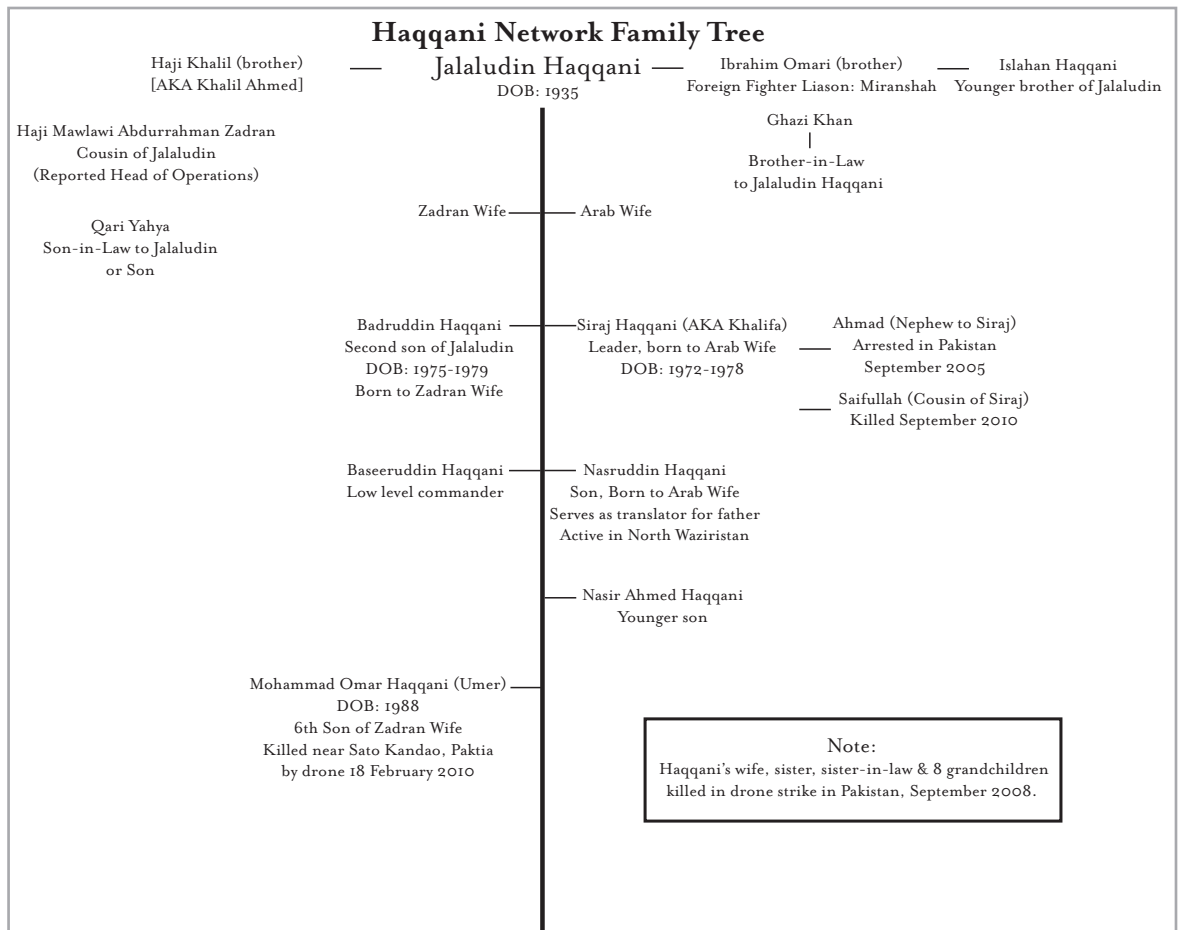 Haqqani Network Family Tree
Haji Khalil (brother)
[AKA Khalil Ahmed]
Jalaludin Haqqani
DOB: 1935
Ibrahim Omari (brother)
Foreign Fighter Liason: Miranshah
Islahan Haqqani
Younger brother of Jalaludin
Haji Mawlawi Abdurrahman Zadran
Cousin of Jalaludin
(Reported Head of Operations)
Ghazi Khan
Brother-in-Law
to Jalaludin Haqqani
Zadran Wife
Arab Wife
Qari Yahya
Son-in-Law to Jalaludin
or Son
Badruddin Haqqani
Second son of Jalaludin
DOB: 1975-1979
Born to Zadran Wife
Siraj Haqqani (AKA Khalifa)
Leader, born to Arab Wife
DOB: 1972-1978
Ahmad (Nephew to Siraj)
Arrested in Pakistan
September 2005
Saifullah (Cousin of Siraj)
Killed September 2010
Baseeruddin Haqqani
Low level commander
Nasruddin Haqqani
Son, Born to Arab Wife
Serves as translator for father
Active in North Waziristan
Nasir Ahmed Haqqani
Younger son
Mohammad Omar Haqqani (Umer)
DOB: 1988
6th Son of Zadran Wife
Killed near Sato Kandao, Paktia
by drone 18 February 2010
Note:
Haqqani's wife, sister, sister-in-law & 8 grandchildren
killed in drone strike in Pakistan, September 2008.